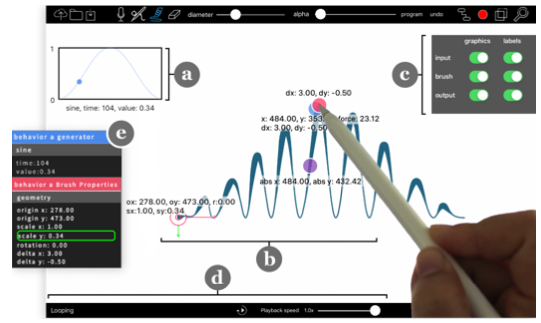 diameter
alpha
program undo
a
1
0
sine, time: 104, value: 0.34
c
graphics labels
input
brush
output
dx: 3.00, dy: -0.50
x: 484.00, y: 353. force: 23.12
dx: 3.00, dy: -0.50
abs x: 484.00, aby y: 432.42
ox: 278.00, oy: 473.00, r:0.00
sx:1.00, sy:0.34
b
e
behavior a generator
sine
time:104
value:0.34
behavior a Brush Properties
geometry
origin x: 278.00
origin y: 473.00
scale x: 1.00
scale y: 0.34
rotation: 0.00
delta x: 3.00
delta y: -0.50
d
Looping
Playback speed 1.0x